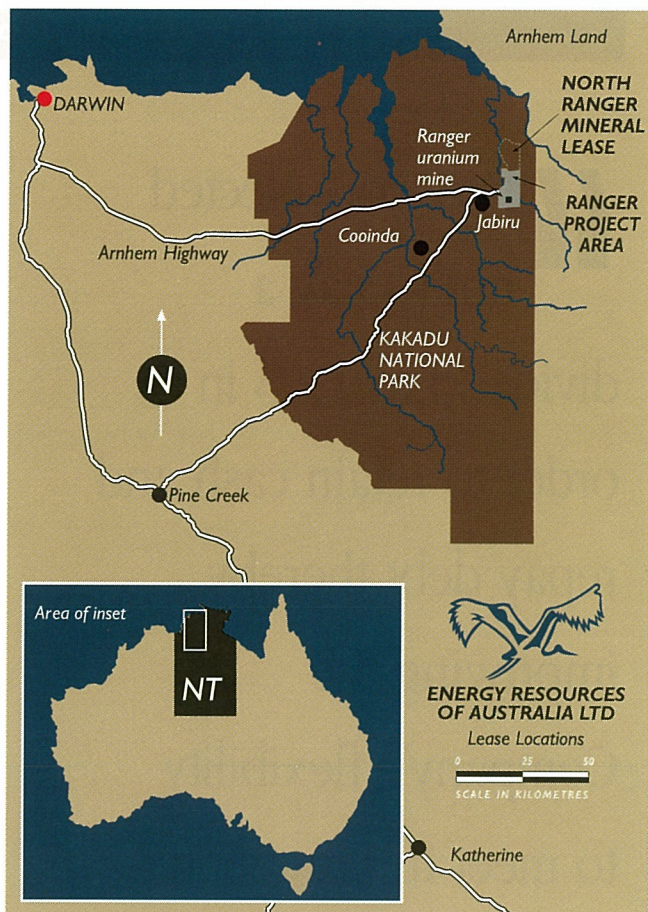 Arnhem Land
NORTH
RANGER
MINERAL
LEASE
DARWIN
Ranger
uranium
mine
RANGER
PROJECT
AREA
Jabiru
Cooinda
Arnhem Highway
KAKADU
NATIONAL
PARK
N
Pine Creek
Area of inset
NT
ENERGY RESOURCES
OF AUSTRALIA LTD
Lease Locations
0 25 50
SCALE IN KILOMETRES
Katherine